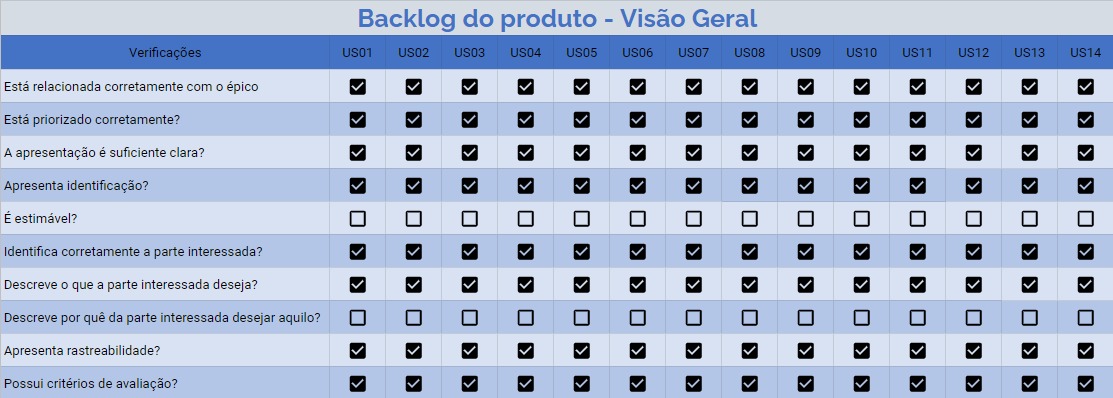 Backlog do produto - Visão Geral
Verificações US01 US02 US03 US04 US05 US06 US07 US08 US09 US10 US11 US12 US13 US14
Está relacionada corretamente com o épico
Está priorizado corretamente?
A apresentação é suficiente clara?
Apresenta identificação?
É estimável?
Identifica corretamente a parte interessada?
Descreve o que a parte interessada deseja?
Descreve por quê da parte interessada desejar aquilo?
Apresenta rastreabilidade?
Possui critérios de avaliação?